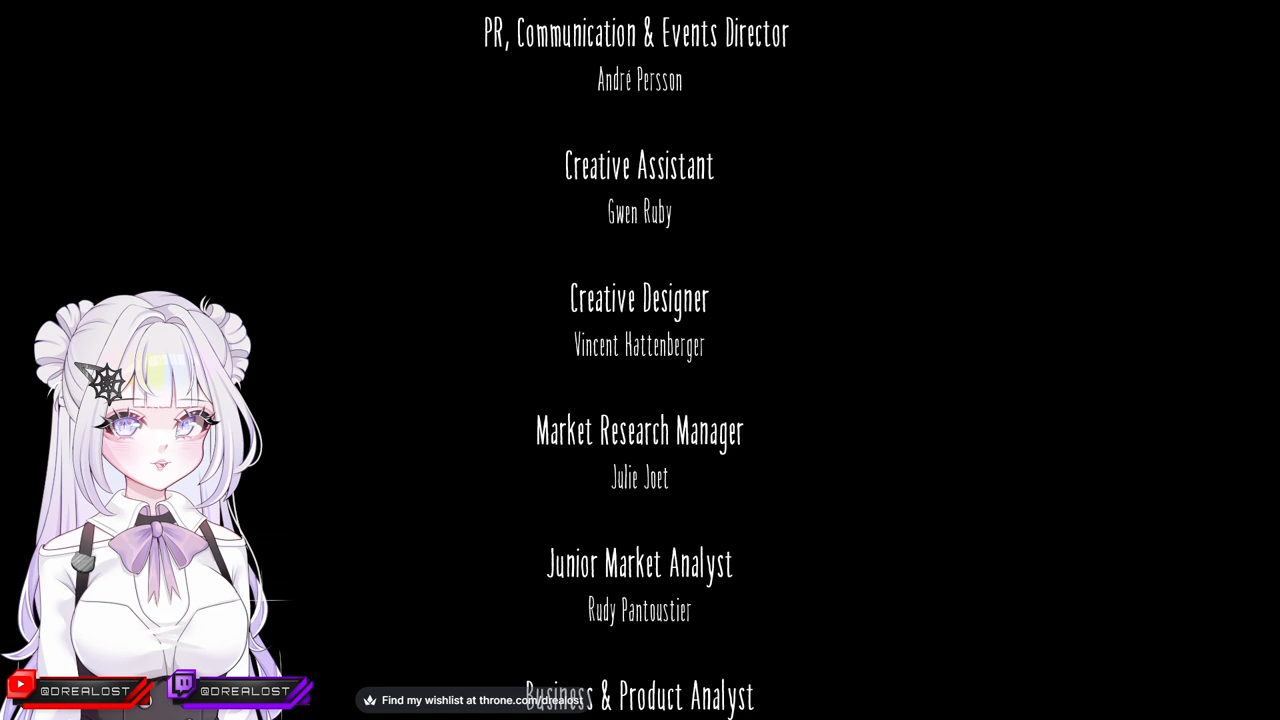 PR, Communication & Events Director
André Persson
Creative Assistant
Gwen Ruby
Creative Designer
Vincent Hattenberger
Market Research Manager
Julie Joet
Junior Market Analyst
Rudy Pantoustier
Business & Product Analyst
@DREALOST
@DREALOST
Find my wishlist at throne.com/drealost